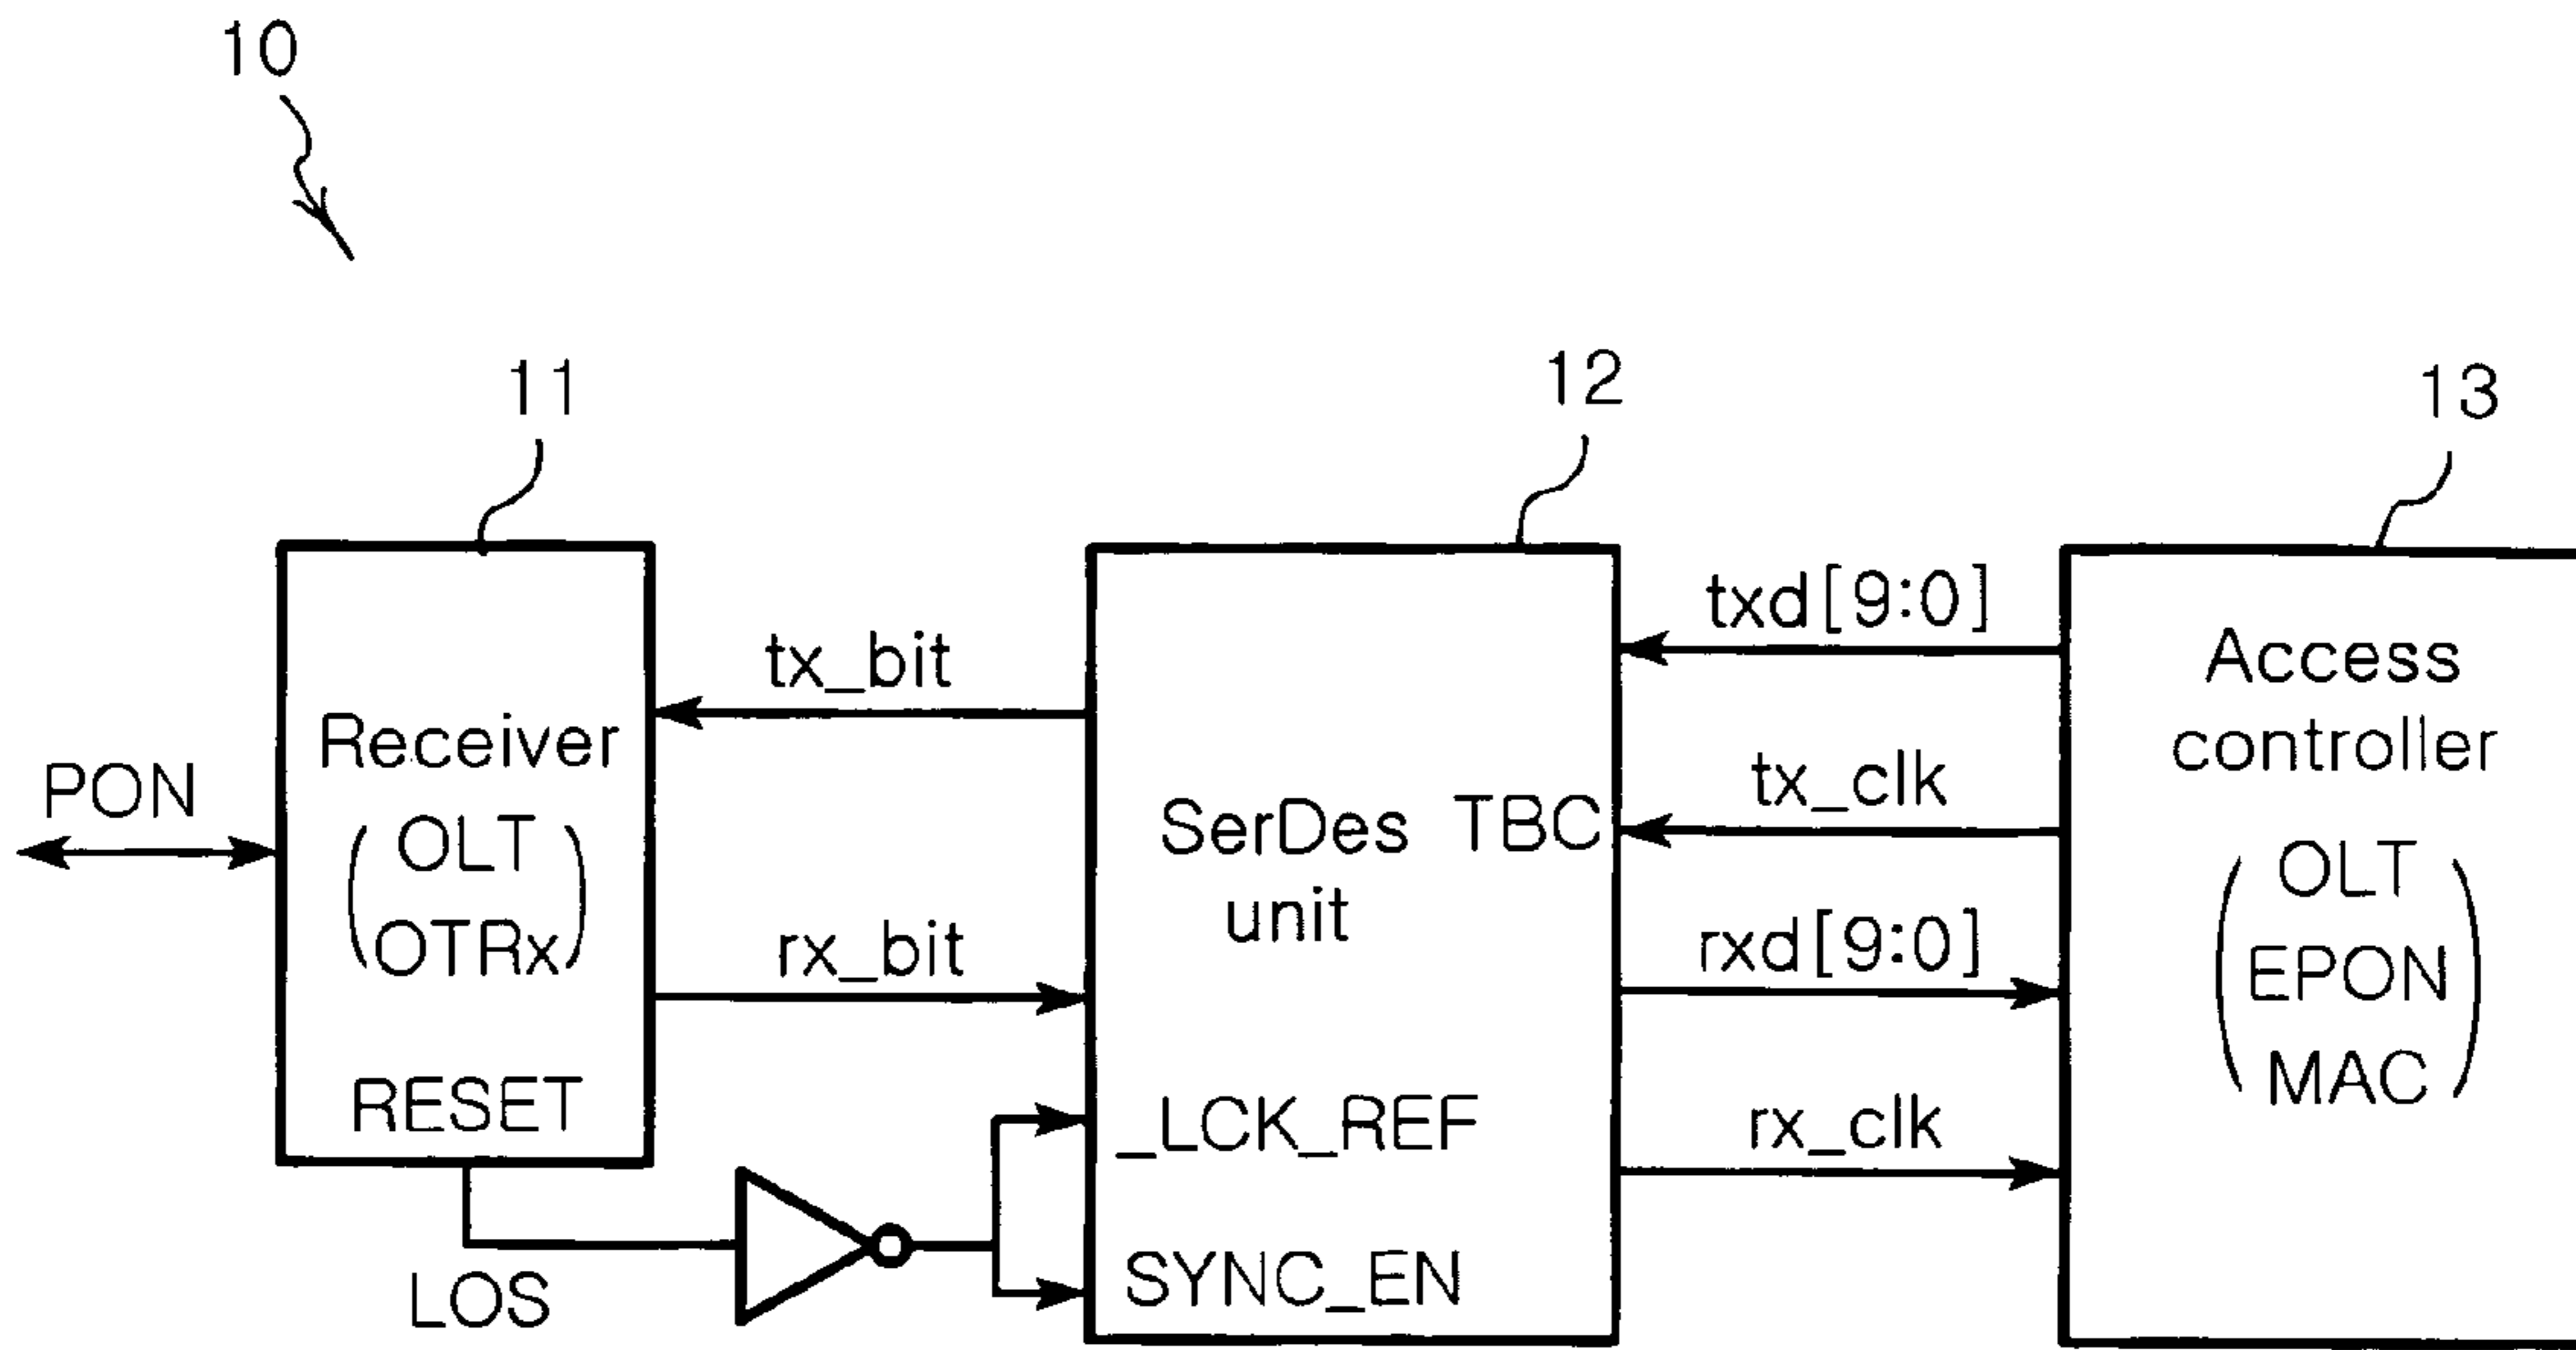 10
11
12
13
PON
Receiver
OLT
OTRx
RESET
LOS
tx_bit
rx_bit
SerDes
unit
TBC
_LCK_REF
SYNC_EN
txd[9:0]
tx_clk
rxd[9:0]
rx_clk
Access
controller
OLT
EPON
MAC